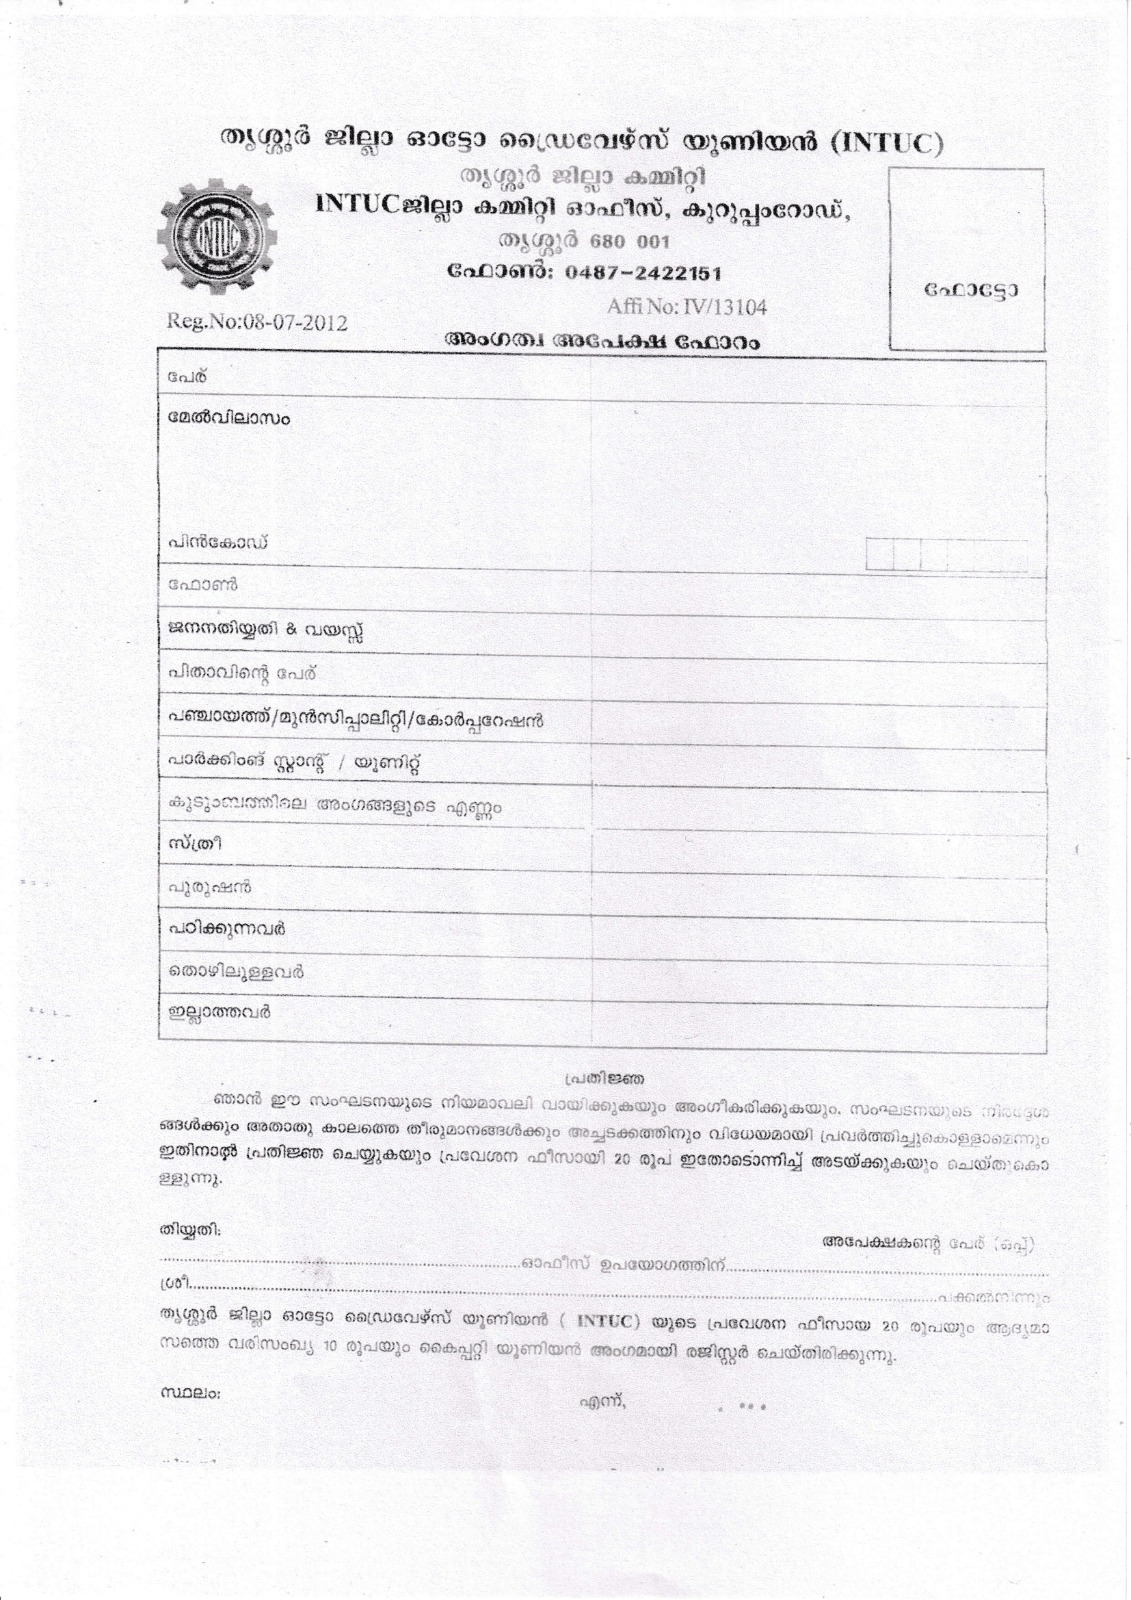 തൃശ്ശൂർ ജില്ലാ ഓട്ടോ ഡ്രൈവേഴ്സ് യൂണിയൻ (INTUC)
തൃശ്ശൂർ ജില്ലാ കമ്മിറ്റി
INTUCജില്ലാ കമ്മിറ്റി ഓഫീസ്, കുറുപ്പംറോഡ്,
തൃശ്ശൂർ 680 001
ഫോൺ: 0487-2422151
INTUC
ഫോട്ടോ
Affi No: IV/13104
Reg.No:08-07-2012
അംഗത്വ അപേക്ഷ ഫോറം
പേര്
മേൽവിലാസം
പിൻകോഡ്
ഫോൺ
ജനനതിയ്യതി & വയസ്സ്
പിതാവിന്റെ പേര്
പഞ്ചായത്ത്/മുൻസിപ്പാലിറ്റി/കോർപ്പറേഷൻ
പാർക്കിംങ് സ്റ്റാന്റ് / യൂണിറ്റ്
കുടുംബത്തിലെ അംഗങ്ങളുടെ എണ്ണം
സ്ത്രീ
പുരുഷൻ
പഠിക്കുന്നവർ
തൊഴിലുള്ളവർ
ഇല്ലാത്തവർ
പ്രതിജ്ഞ
ഞാൻ ഈ സംഘടനയുടെ നിയമാവലി വായിക്കുകയും അംഗീകരിക്കുകയും, സംഘടനയുടെ നിർദ്ദേശ
ങ്ങൾക്കും അതാതു കാലത്തെ തീരുമാനങ്ങൾക്കും അച്ചടക്കത്തിനും വിധേയമായി പ്രവർത്തിച്ചുകൊള്ളാമെന്നും
ഇതിനാൽ പ്രതിജ്ഞ ചെയ്യുകയും പ്രവേശന ഫീസായി 20 രൂപ ഇതോടൊന്നിച്ച് അടയ്ക്കുകയും ചെയ്തുകൊ
ള്ളുന്നു.
തിയ്യതി:
അപേക്ഷകന്റെ പേര് (ഒപ്പ്)
ഓഫീസ് ഉപയോഗത്തിന്
ശ്രീ.............പക്കൽനിന്നും
തൃശ്ശൂർ ജില്ലാ ഓട്ടോ ഡ്രൈവേഴ്സ് യൂണിയൻ ( INTUC) യുടെ പ്രവേശന ഫീസായ 20 രൂപയും ആദ്യമാ
സത്തെ വരിസംഖ്യ 10 രൂപയും കൈപ്പറ്റി യൂണിയൻ അംഗമായി രജിസ്റ്റർ ചെയ്തിരിക്കുന്നു.
സ്ഥലം:
എന്ന്,